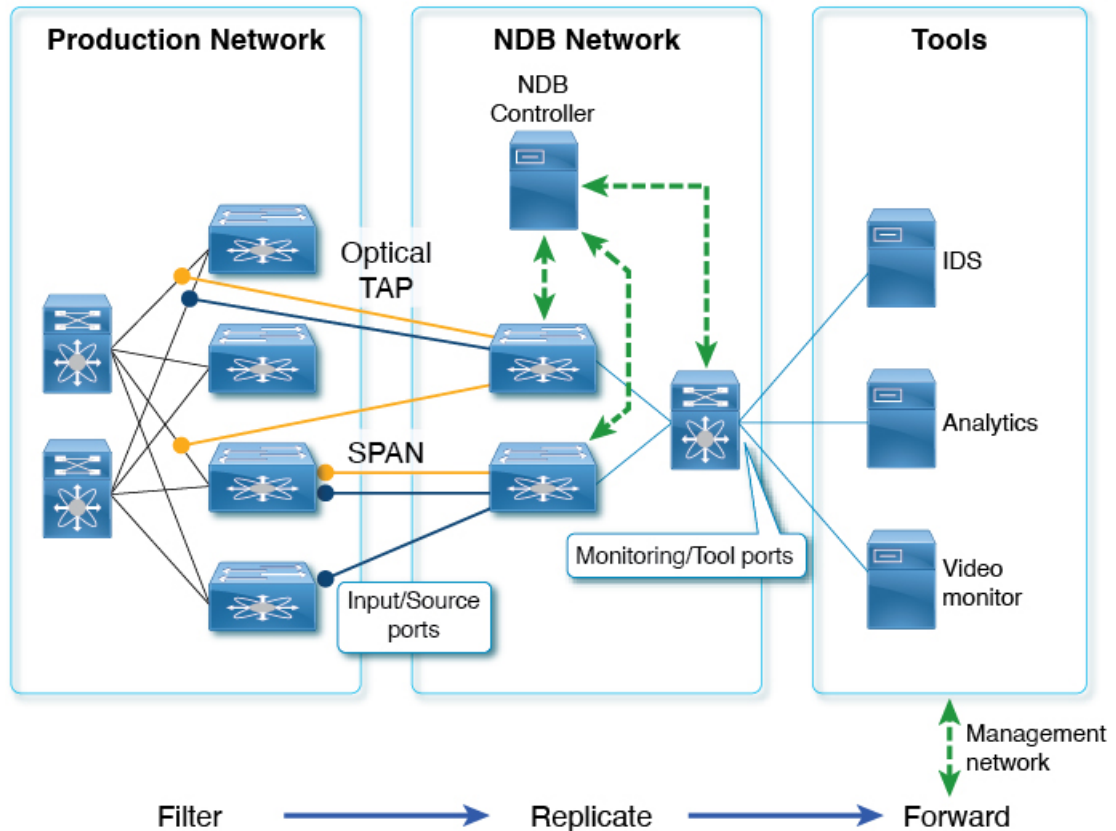 Production Network
NDB Network
Tools
NDB
Controller
Optical
TAP
IDS
SPAN
Analytics
Monitoring/Tool ports
Input/Source
ports
Video
monitor
Management
network
Filter
Replicate
Forward